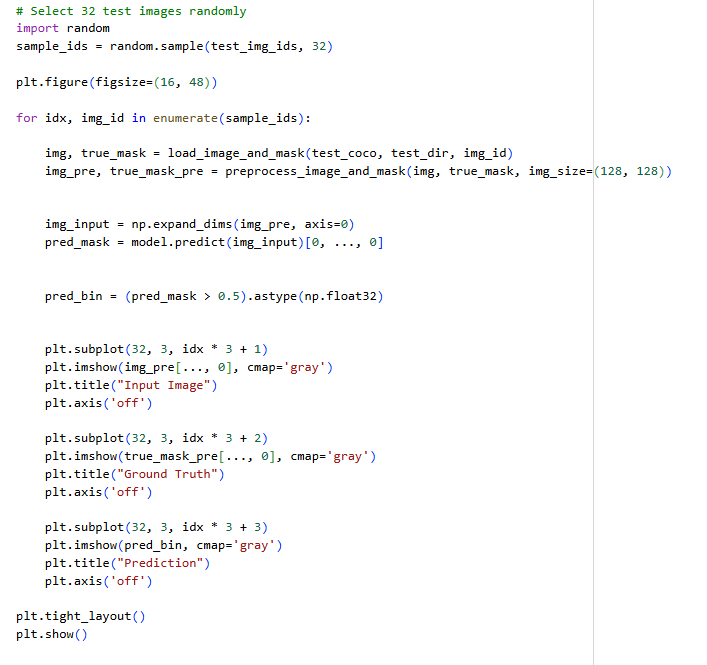 # Select 32 test images randomly
import random
sample_ids = random.sample(test_img_ids, 32)
plt.figure(figsize=(16, 48))
for idx, img_id in enumerate(sample_ids):
    img, true_mask = load_image_and_mask(test_coco, test_dir, img_id)
    img_pre, true_mask_pre = preprocess_image_and_mask(img, true_mask, img_size=(128, 128))
    img_input = np.expand_dims(img_pre, axis=0)
    pred_mask = model.predict(img_input)[0, ..., 0]
    pred_bin = (pred_mask > 0.5).astype(np.float32)
    plt.subplot(32, 3, idx * 3 + 1)
    plt.imshow(img_pre[..., 0], cmap='gray')
    plt.title("Input Image")
    plt.axis('off')
    plt.subplot(32, 3, idx * 3 + 2)
    plt.imshow(true_mask_pre[..., 0], cmap='gray')
    plt.title("Ground Truth")
    plt.axis('off')
    plt.subplot(32, 3, idx * 3 + 3)
    plt.imshow(pred_bin, cmap='gray')
    plt.title("Prediction")
    plt.axis('off')
plt.tight_layout()
plt.show()